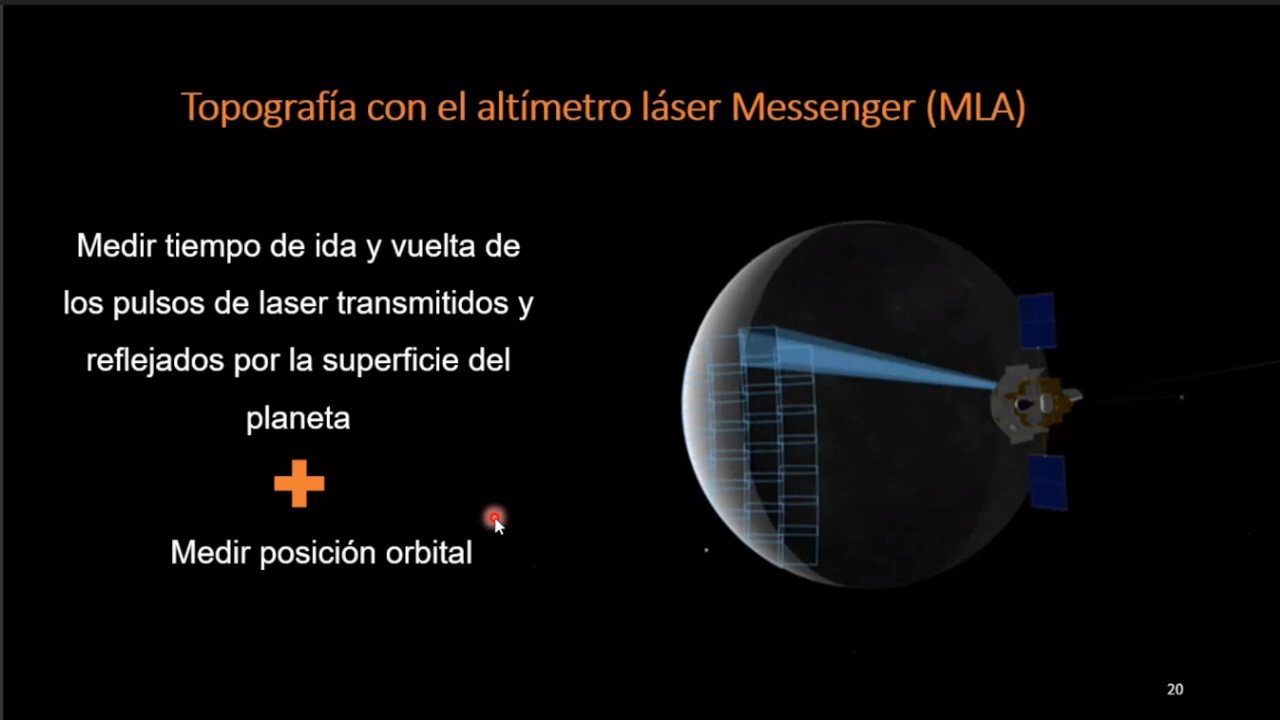 Topografía con el altímetro láser Messenger (MLA)
Medir tiempo de ida y vuelta de
los pulsos de laser transmitidos y
reflejados por la superficie del
planeta
Medir posición orbital
20